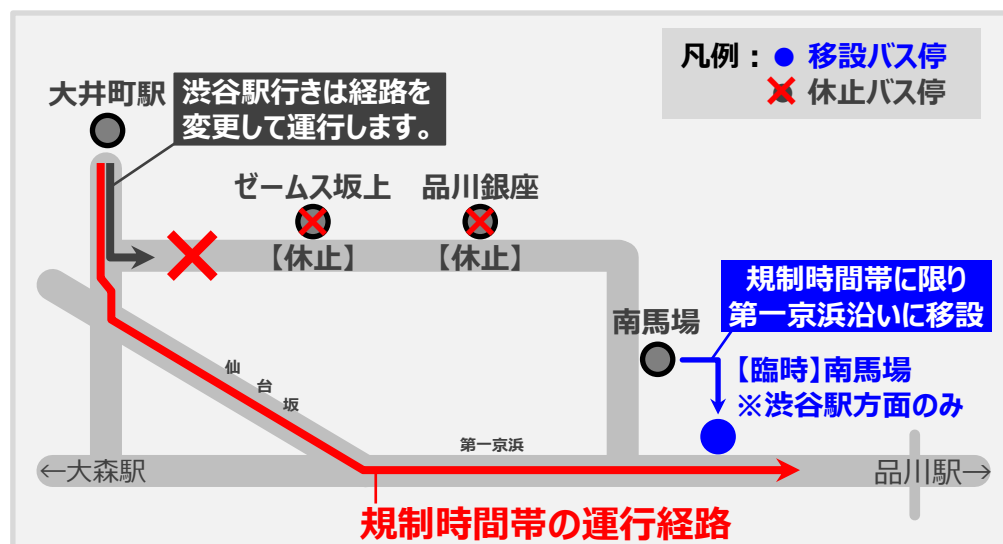 凡例：● 移設バス停
休止バス停
大井町駅
渋谷駅行きは経路を
変更して運行します。
ゼームス坂上
品川銀座
【休止】
【休止】
規制時間帯に限り
第一京浜沿いに移設
南馬場
【臨時】南馬場
※渋谷駅方面のみ
仙台坂
第一京浜
←大森駅
品川駅→
規制時間帯の運行経路